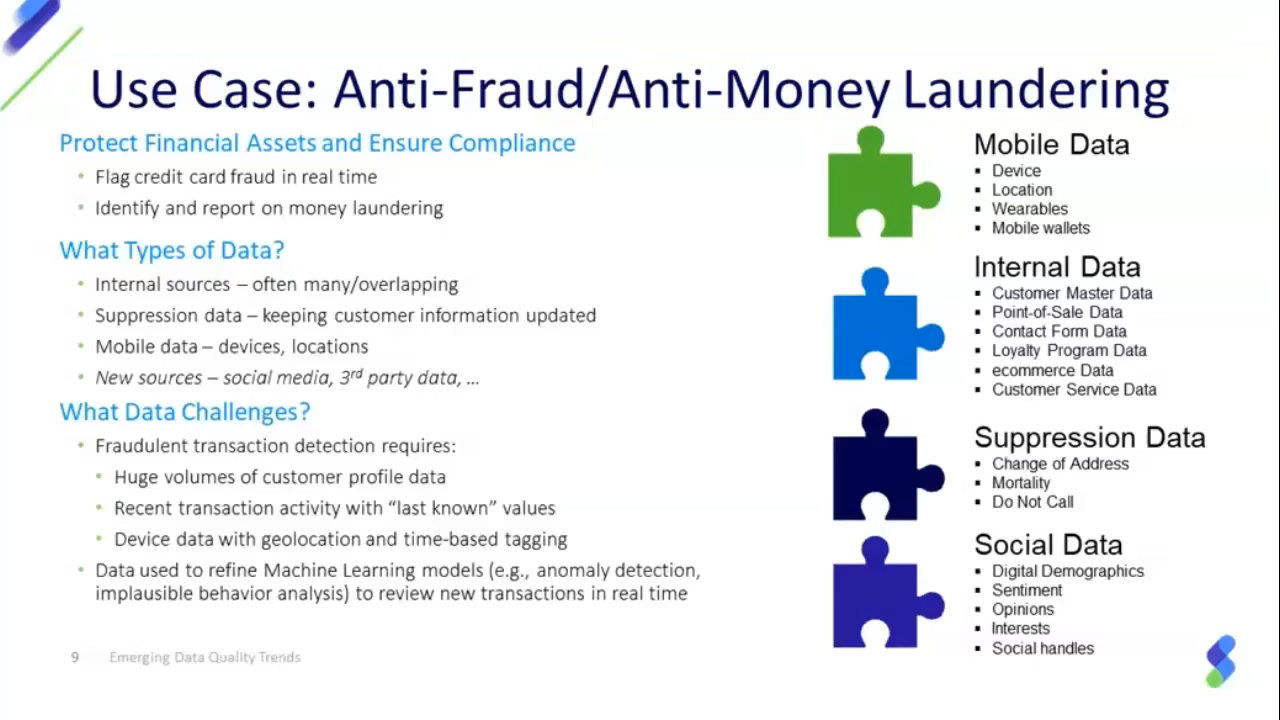 Use Case: Anti-Fraud/Anti-Money Laundering
Protect Financial Assets and Ensure Compliance
• Flag credit card fraud in real time
• Identify and report on money laundering
What Types of Data?
• Internal sources – often many/overlapping
• Suppression data – keeping customer information updated
• Mobile data – devices, locations
• New sources – social media, 3rd party data, …
What Data Challenges?
• Fraudulent transaction detection requires:
• Huge volumes of customer profile data
• Recent transaction activity with “last known” values
• Device data with geolocation and time-based tagging
• Data used to refine Machine Learning models (e.g., anomaly detection,
implausible behavior analysis) to review new transactions in real time
Mobile Data
▪ Device
▪ Location
▪ Wearables
▪ Mobile wallets
Internal Data
▪ Customer Master Data
▪ Point-of-Sale Data
▪ Contact Form Data
▪ Loyalty Program Data
▪ ecommerce Data
▪ Customer Service Data
Suppression Data
▪ Change of Address
▪ Mortality
▪ Do Not Call
Social Data
▪ Digital Demographics
▪ Sentiment
▪ Opinions
▪ Interests
▪ Social handles
9 Emerging Data Quality Trends